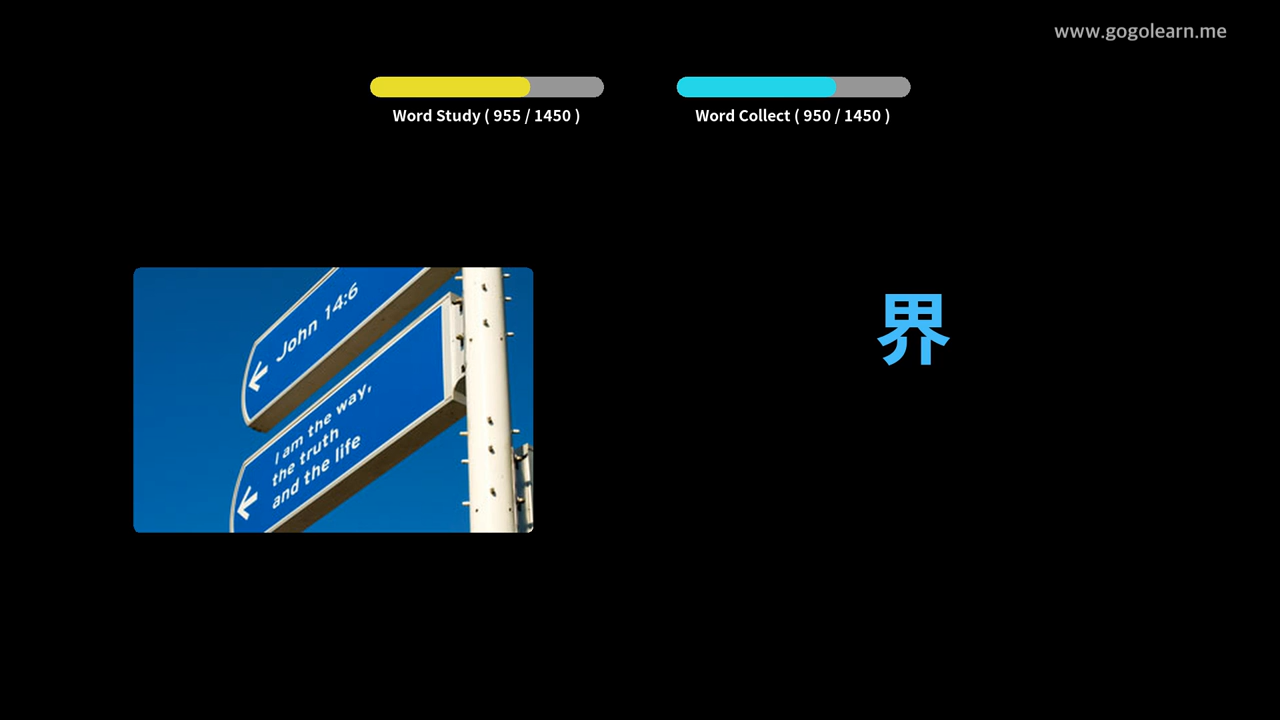 www.gogolearn.me
Word Study ( 955 / 1450 )
Word Collect ( 950 / 1450 )
John 14:6
I am the way,
the truth
and the life
界